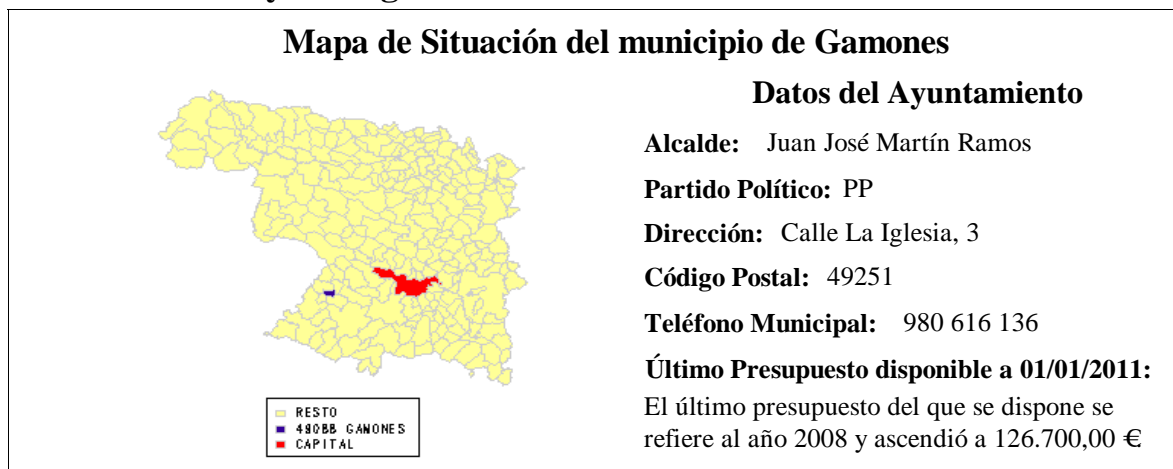 Mapa de Situación del municipio de Gamones
Datos del Ayuntamiento
Alcalde: Juan José Martín Ramos
Partido Político: PP
Dirección: Calle La Iglesia, 3
Código Postal: 49251
Teléfono Municipal: 980 616 136
Último Presupuesto disponible a 01/01/2011:
El último presupuesto del que se dispone se
refiere al año 2008 y ascendió a 126.700,00 €
RESTO
GAMONES
CAPITAL